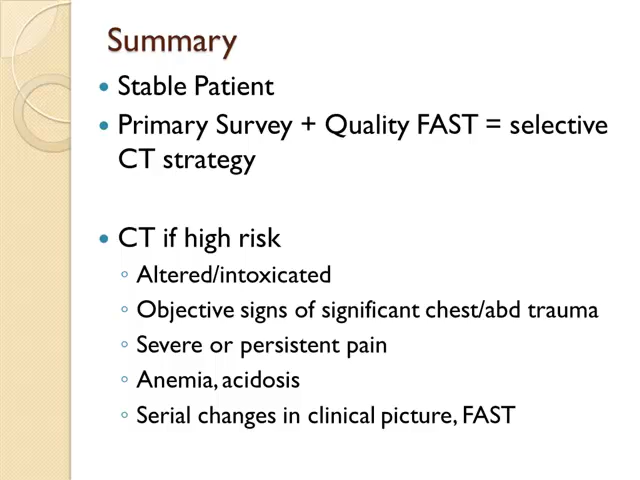 Summary
Stable Patient
Primary Survey + Quality FAST = selective
CT strategy
CT if high risk
Altered/intoxicated
Objective signs of significant chest/abd trauma
Severe or persistent pain
Anemia, acidosis
Serial changes in clinical picture, FAST